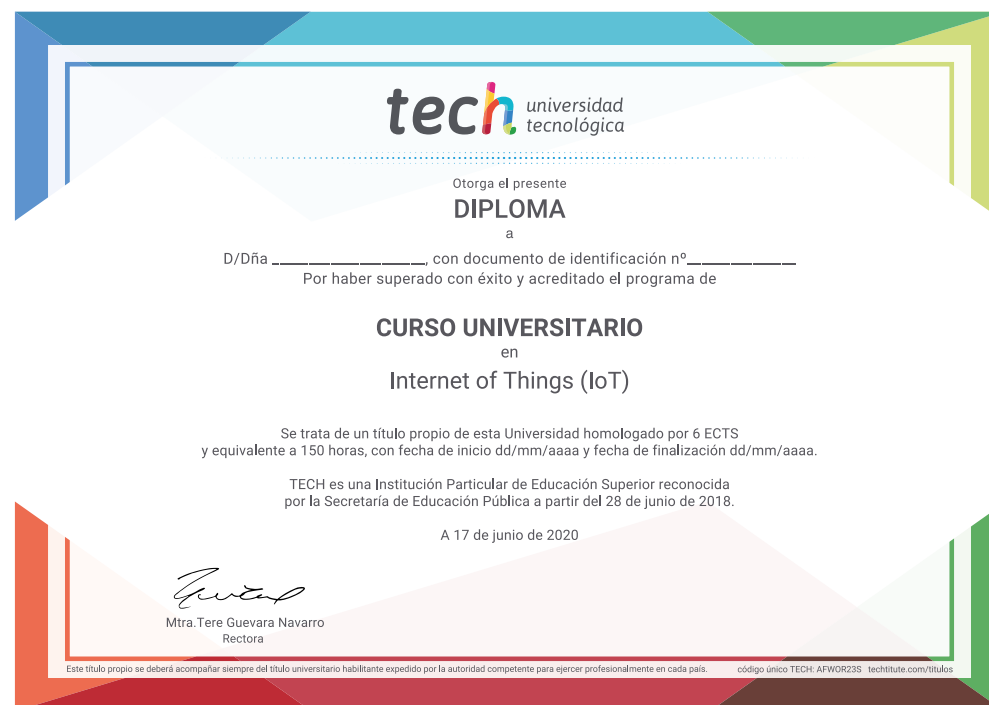 tech universidad
tecnológica
Otorga el presente
DIPLOMA
a
D/Dña ____________________, con documento de identificación nº______________
Por haber superado con éxito y acreditado el programa de
CURSO UNIVERSITARIO
en
Internet of Things (IoT)
Se trata de un título propio de esta Universidad homologado por 6 ECTS
y equivalente a 150 horas, con fecha de inicio dd/mm/aaaa y fecha de finalización dd/mm/aaaa.
TECH es una Institución Particular de Educación Superior reconocida
por la Secretaría de Educación Pública a partir del 28 de junio de 2018.
A 17 de junio de 2020
Mtra.Tere Guevara Navarro
Rectora
Este título propio se deberá acompañar siempre del título universitario habilitante expedido por la autoridad competente para ejercer profesionalmente en cada país. código único TECH: AFWOR23S techtitute.com/titulos